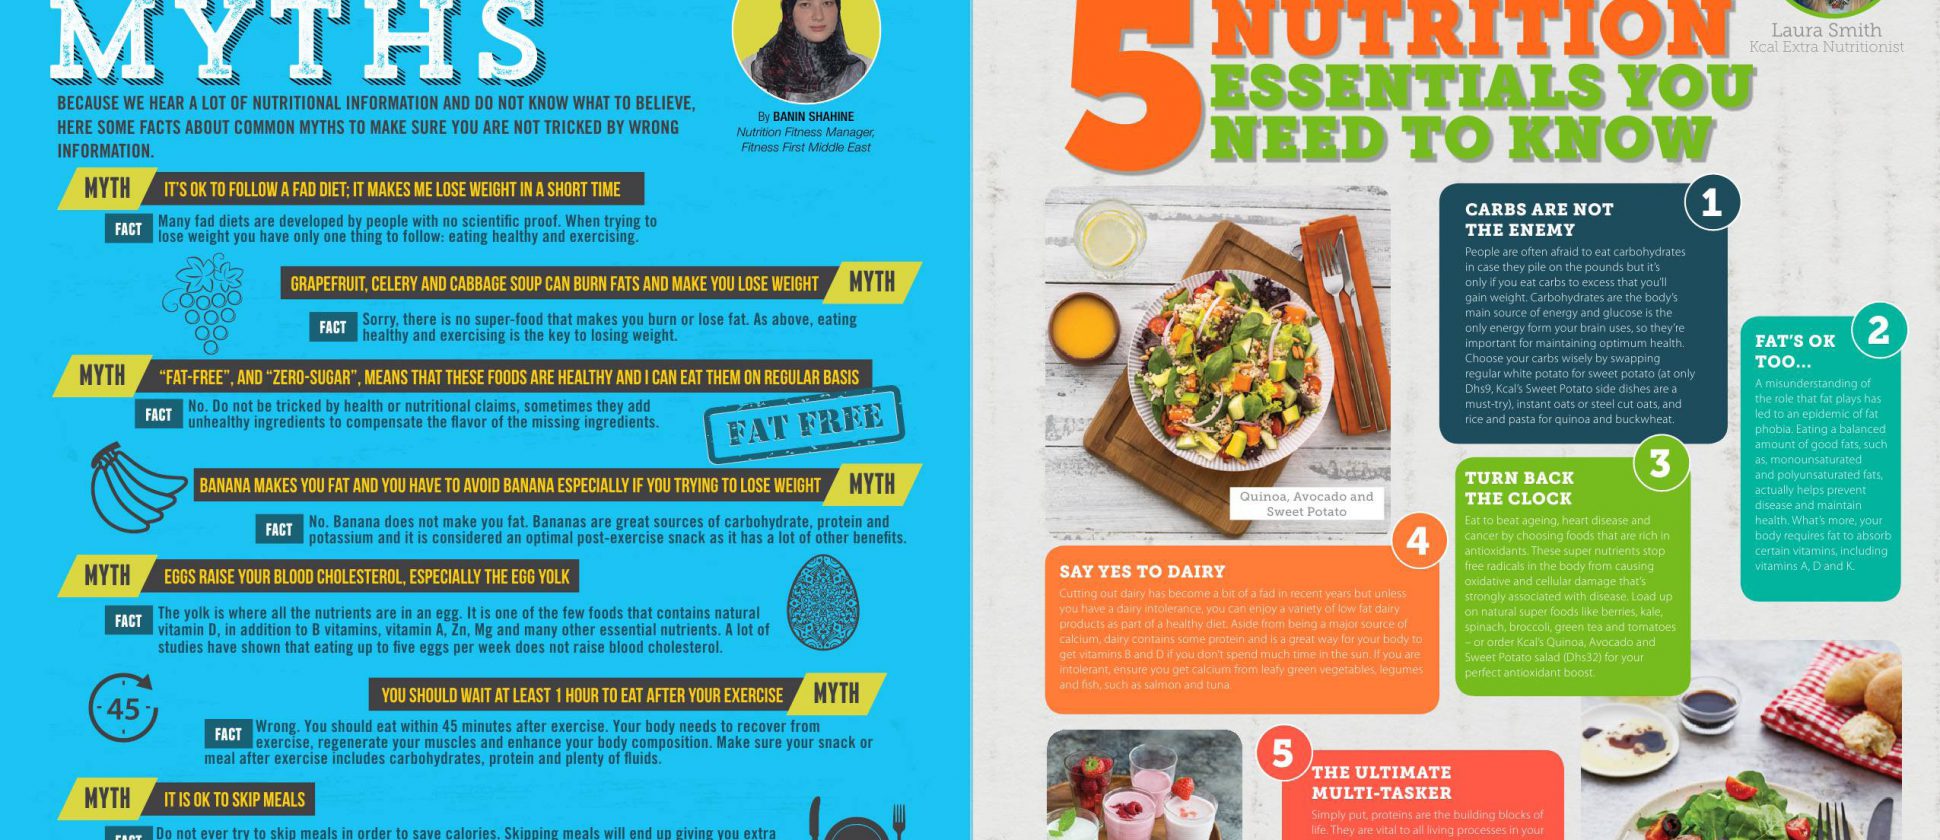 MYTHS
BECAUSE WE HEAR A LOT OF NUTRITIONAL INFORMATION AND DO NOT KNOW WHAT TO BELIEVE,
HERE SOME FACTS ABOUT COMMON MYTHS TO MAKE SURE YOU ARE NOT TRICKED BY WRONG
INFORMATION.
By BANIN SHAHINE
Nutrition Fitness Manager,
Fitness First Middle East
MYTH IT'S OK TO FOLLOW A FAD DIET; IT MAKES ME LOSE WEIGHT IN A SHORT TIME
FACT Many fad diets are developed by people with no scientific proof. When trying to
lose weight you have only one thing to follow: eating healthy and exercising.
GRAPEFRUIT, CELERY AND CABBAGE SOUP CAN BURN FATS AND MAKE YOU LOSE WEIGHT MYTH
FACT Sorry, there is no super-food that makes you burn or lose fat. As above, eating
healthy and exercising is the key to losing weight.
MYTH "FAT-FREE", AND "ZERO-SUGAR", MEANS THAT THESE FOODS ARE HEALTHY AND I CAN EAT THEM ON REGULAR BASIS
FACT No. Do not be tricked by health or nutritional claims, sometimes they add
unhealthy ingredients to compensate the flavor of the missing ingredients.
FAT FREE
BANANA MAKES YOU FAT AND YOU HAVE TO AVOID BANANA ESPECIALLY IF YOU TRYING TO LOSE WEIGHT MYTH
FACT No. Banana does not make you fat. Bananas are great sources of carbohydrate, protein and
potassium and it is considered an optimal post-exercise snack as it has a lot of other benefits.
MYTH EGGS RAISE YOUR BLOOD CHOLESTEROL, ESPECIALLY THE EGG YOLK
FACT The yolk is where all the nutrients are in an egg. It is one of the few foods that contains natural
vitamin D, in addition to B vitamins, vitamin A, Zn, Mg and many other essential nutrients. A lot of
studies have shown that eating up to five eggs per week does not raise blood cholesterol.
45
YOU SHOULD WAIT AT LEAST 1 HOUR TO EAT AFTER YOUR EXERCISE MYTH
FACT Wrong. You should eat within 45 minutes after exercise. Your body needs to recover from
exercise, regenerate your muscles and enhance your body composition. Make sure your snack or
meal after exercise includes carbohydrates, protein and plenty of fluids.
MYTH IT IS OK TO SKIP MEALS
FACT Do not ever try to skip meals in order to save calories. Skipping meals will end up giving you extra
5 NUTRITION
ESSENTIALS YOU
NEED TO KNOW
Laura Smith
Kcal Extra Nutritionist
Quinoa, Avocado and
Sweet Potato
1
CARBS ARE NOT
THE ENEMY
People are often afraid to eat carbohydrates
in case they pile on the pounds but it's
only if you eat carbs to excess that you'll
gain weight. Carbohydrates are the body's
main source of energy and glucose is the
only energy form your brain uses, so they're
important for maintaining optimum health.
Choose your carbs wisely by swapping
regular white potato for sweet potato (at only
Dhs9, Kcal's Sweet Potato side dishes are a
must-try), instant oats or steel cut oats, and
rice and pasta for quinoa and buckwheat.
2
FAT'S OK
TOO...
A misunderstanding of
the role that fat plays has
led to an epidemic of fat
phobia. Eating a balanced
amount of good fats, such
as, monounsaturated
and polyunsaturated fats,
actually helps prevent
disease and maintain
health. What's more, your
body requires fat to absorb
certain vitamins, including
vitamins A, D and K.
3
TURN BACK
THE CLOCK
Eat to beat ageing, heart disease and
cancer by choosing foods that are rich in
antioxidants. These super nutrients stop
free radicals in the body from causing
oxidative and cellular damage that's
strongly associated with disease. Load up
on natural super foods like berries, kale,
spinach, broccoli, green tea and tomatoes
– or order Kcal's Quinoa, Avocado and
Sweet Potato salad (Dhs32) for your
perfect antioxidant boost.
4
SAY YES TO DAIRY
Cutting out dairy has become a bit of a fad in recent years but unless
you have a dairy intolerance, you can enjoy a variety of low fat dairy
products as part of a healthy diet. Aside from being a major source of
calcium, dairy contains some protein and is a great way for your body to
get vitamins B and D if you don't spend much time in the sun. If you are
intolerant, ensure you get calcium from leafy green vegetables, legumes
and fish, such as salmon and tuna.
5
THE ULTIMATE
MULTI-TASKER
Simply put, proteins are the building blocks of
life. They are vital to all living processes in your